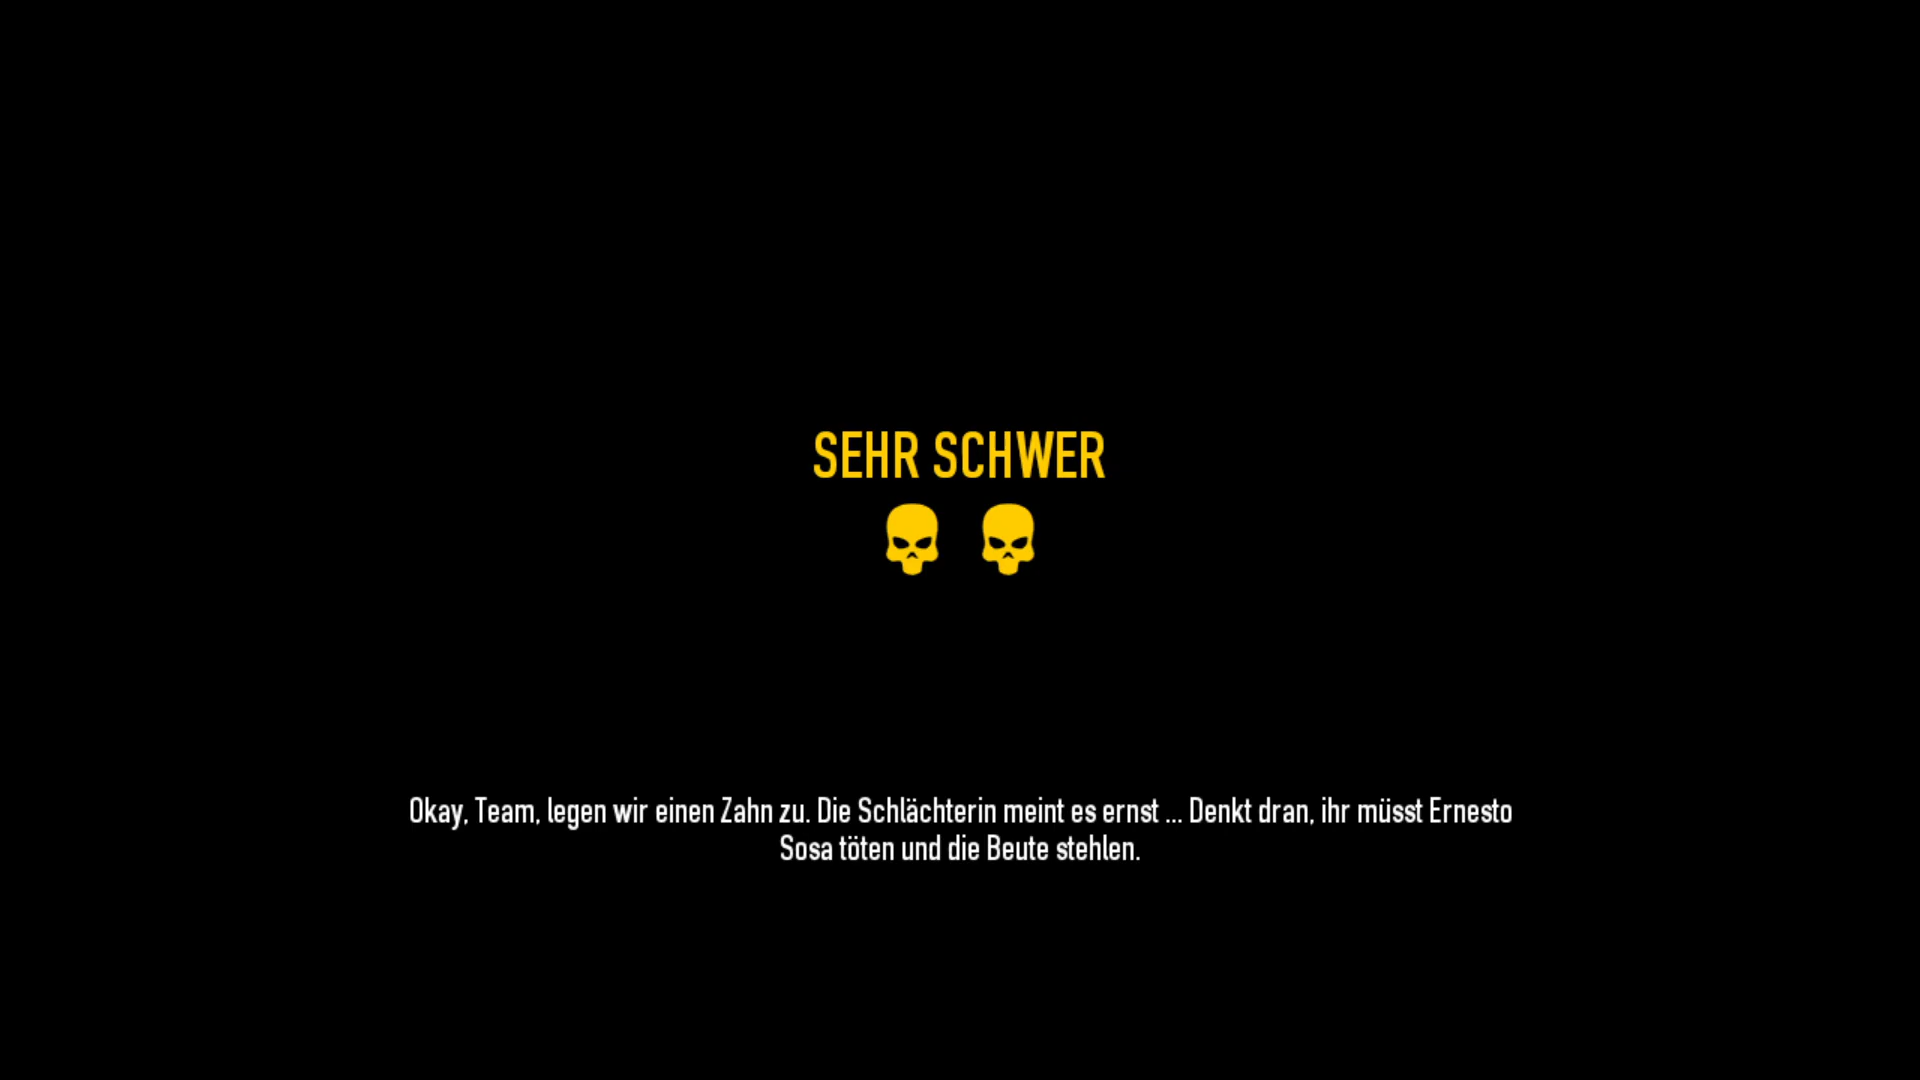 SEHR SCHWER
Okay, Team, legen wir einen Zahn zu. Die Schlächterin meint es ernst ... Denkt dran, ihr müsst Ernesto
Sosa töten und die Beute stehlen.